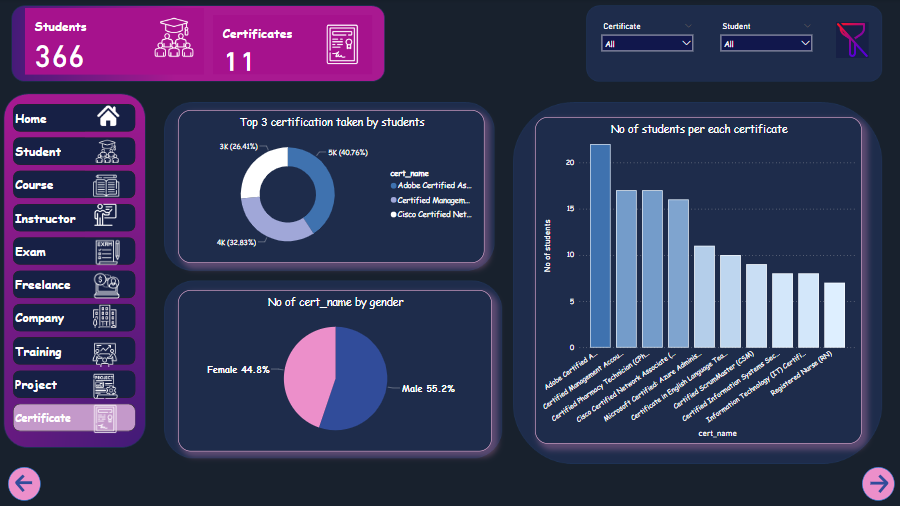 Students
366
Certificates
11
Certificate
All
Student
All
Home
Student
Course
Instructor
Exam
EXAM
Freelance
Company
Training
Project
PROJECT
Certificate
Top 3 certification taken by students
3K (26.41%)
5K (40.76%)
4K (32.83%)
cert_name
Adobe Certified As...
Certified Managem...
Cisco Certified Net...
No of cert_name by gender
Female 44.8%
Male 55.2%
No of students per each certificate
No of students
20
15
10
5
0
Adobe Certified A...
Certified Management Accou...
Certified Pharmacy Technician (CPh...
Cisco Certified Network Associate (...
Microsoft Certified: Azure Adminis...
Certificate in English Language Tea...
Certified ScrumMaster (CSM)
Certified Information Systems Sec...
Information Technology (IT) Certifi...
Registered Nurse (RN)
cert_name